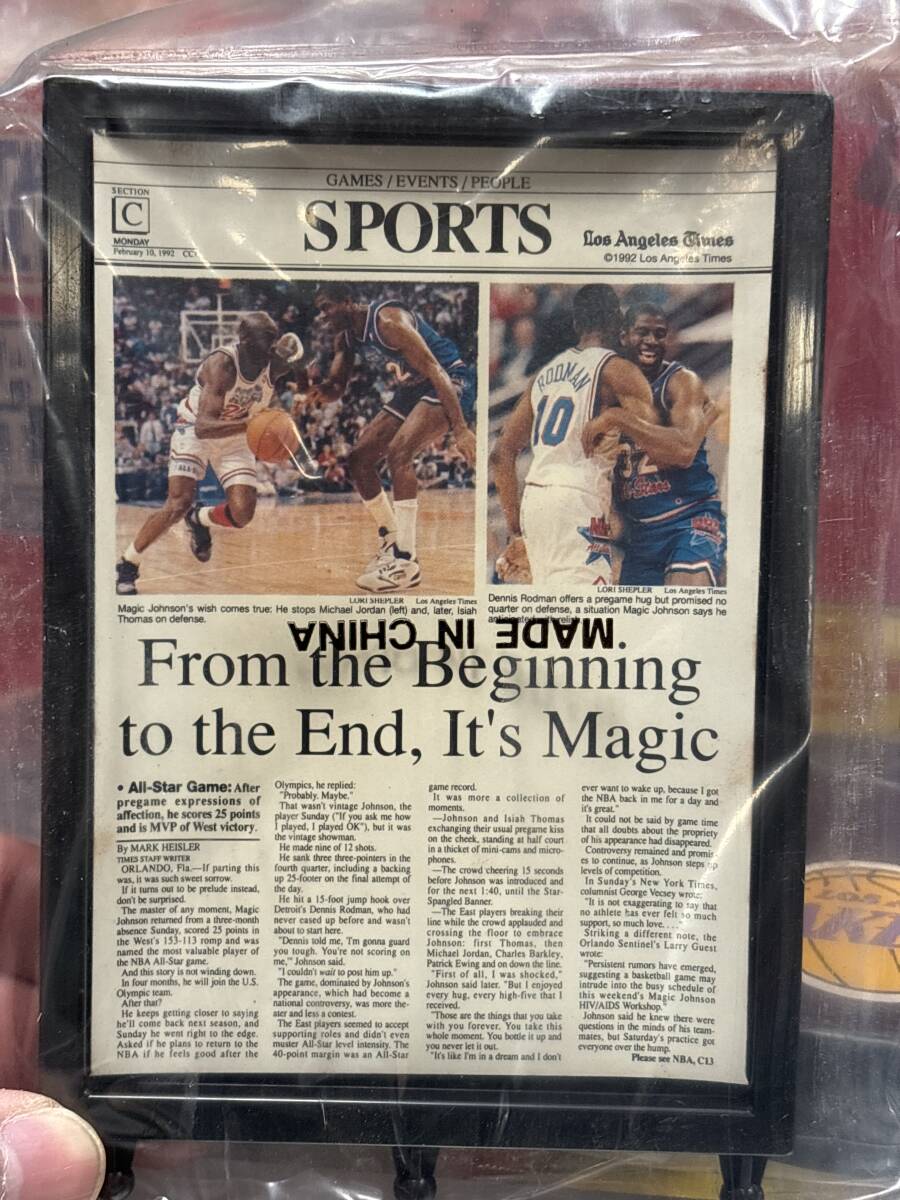 GAMES / EVENTS / PEOPLE
SECTION
C
MONDAY
February 10, 1992 CC
SPORTS
Los Angeles Times
©1992 Los Angeles Times
RODMAN
10
32
LORI SHEPLER Los Angeles Times
Magic Johnson's wish comes true: He stops Michael Jordan (left) and, later, Isiah
Thomas on defense.
LORI SHEPLER Los Angeles Times
Dennis Rodman offers a pregame hug but promised no
quarter on defense, a situation Magic Johnson says he
anticipated with relish.
MADE IN CHINA
From the Beginning
to the End, It's Magic
• All-Star Game: After
pregame expressions of
affection, he scores 25 points
and is MVP of West victory.
By MARK HEISLER
TIMES STAFF WRITER
ORLANDO, Fla.—If parting this
was, it was such sweet sorrow.
If it turns out to be prelude instead,
don't be surprised.
The master of any moment, Magic
Johnson returned from a three-month
absence Sunday, scored 25 points in
the West's 153-113 romp and was
named the most valuable player of
the NBA All-Star game.
And this story is not winding down.
In four months, he will join the U.S.
Olympic team.
After that?
He keeps getting closer to saying
he'll come back next season, and
Sunday he went right to the edge.
Asked if he plans to return to the
NBA if he feels good after the
Olympics, he replied:
"Probably. Maybe."
That wasn't vintage Johnson, the
player Sunday ("If you ask me how
I played, I played OK"), but it was
the vintage showman.
He made nine of 12 shots.
He sank three three-pointers in the
fourth quarter, including a backing
up 25-footer on the final attempt of
the day.
He hit a 15-foot jump hook over
Detroit's Dennis Rodman, who had
never eased up before and wasn't
about to start here.
"Dennis told me, 'I'm gonna guard
you tough. You're not scoring on
me,'" Johnson said.
"I couldn't wait to post him up."
The game, dominated by Johnson's
appearance, which had become a
national controversy, was more the-
ater and less a contest.
The East players seemed to accept
supporting roles and didn't even
muster All-Star level intensity. The
40-point margin was an All-Star
game record.
It was more a collection of
moments.
—Johnson and Isiah Thomas
exchanging their usual pregame kiss
on the cheek, standing at half court
in a thicket of mini-cams and micro-
phones.
—The crowd cheering 15 seconds
before Johnson was introduced and
for the next 1:40, until the Star-
Spangled Banner.
—The East players breaking their
line while the crowd applauded and
crossing the floor to embrace
Johnson: first Thomas, then
Michael Jordan, Charles Barkley,
Patrick Ewing and on down the line.
"First of all, I was shocked,"
Johnson said later. "But I enjoyed
every hug, every high-five that I
received.
"Those are the things that you take
with you forever. You take this
whole moment. You bottle it up and
you never let it out.
"It's like I'm in a dream and I don't
ever want to wake up, because I got
the NBA back in me for a day and
it's great."
It could not be said by game time
that all doubts about the propriety
of his appearance had disappeared.
Controversy remained and promis-
es to continue, as Johnson steps up
levels of competition.
In Sunday's New York Times,
columnist George Vecsey wrote:
"It is not exaggerating to say that
no athlete has ever felt so much
support, so much love. . . ."
Striking a different note, the
Orlando Sentinel's Larry Guest
wrote:
"Persistent rumors have emerged,
suggesting a basketball game may
intrude into the busy schedule of
this weekend's Magic Johnson
HIV/AIDS Workshop."
Johnson said he knew there were
questions in the minds of his team-
mates, but Saturday's practice got
everyone over the hump.
Please see NBA, C13